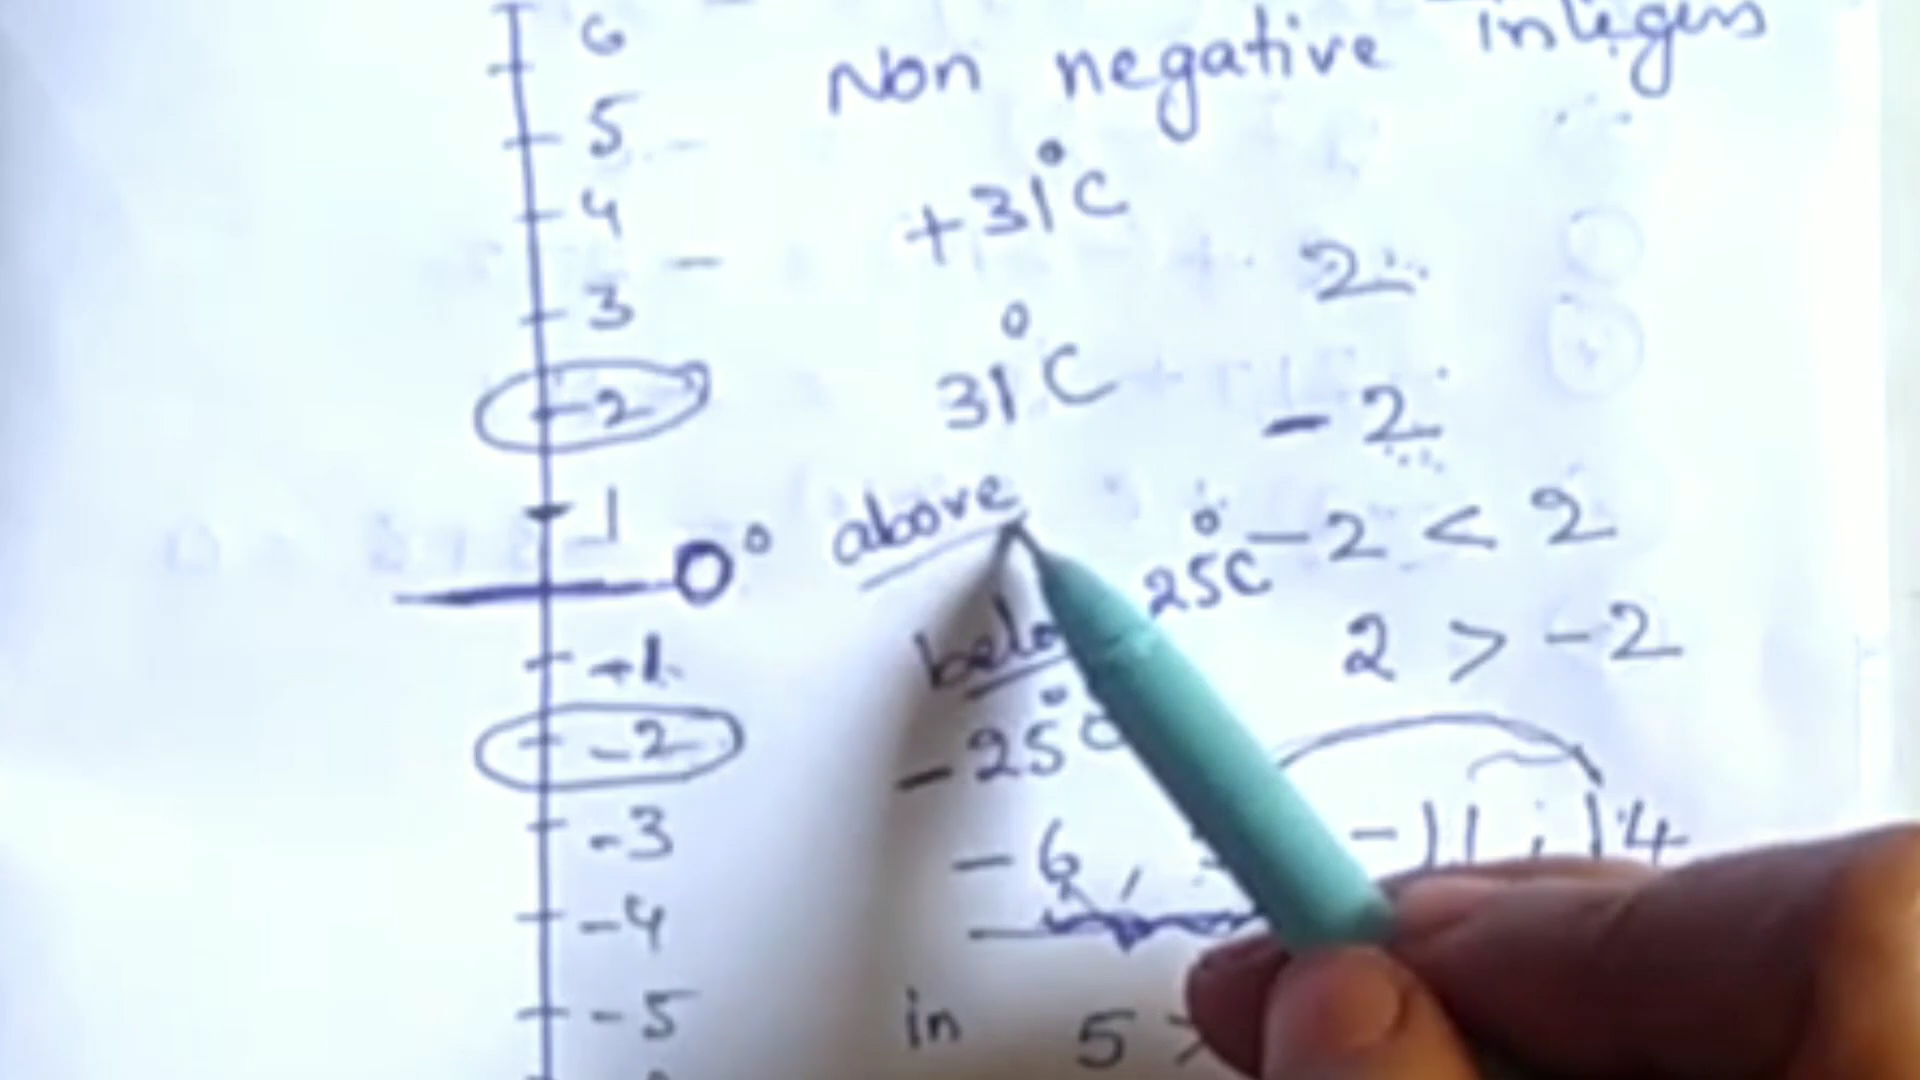 6
5
4
3
2
1
0°
-1
-2
-3
-4
-5
Non negative integers
+31°C
31°C
above
below
25°C
-25°C
-6
in 5 >
2
-2
-2 < 2
2 > -2